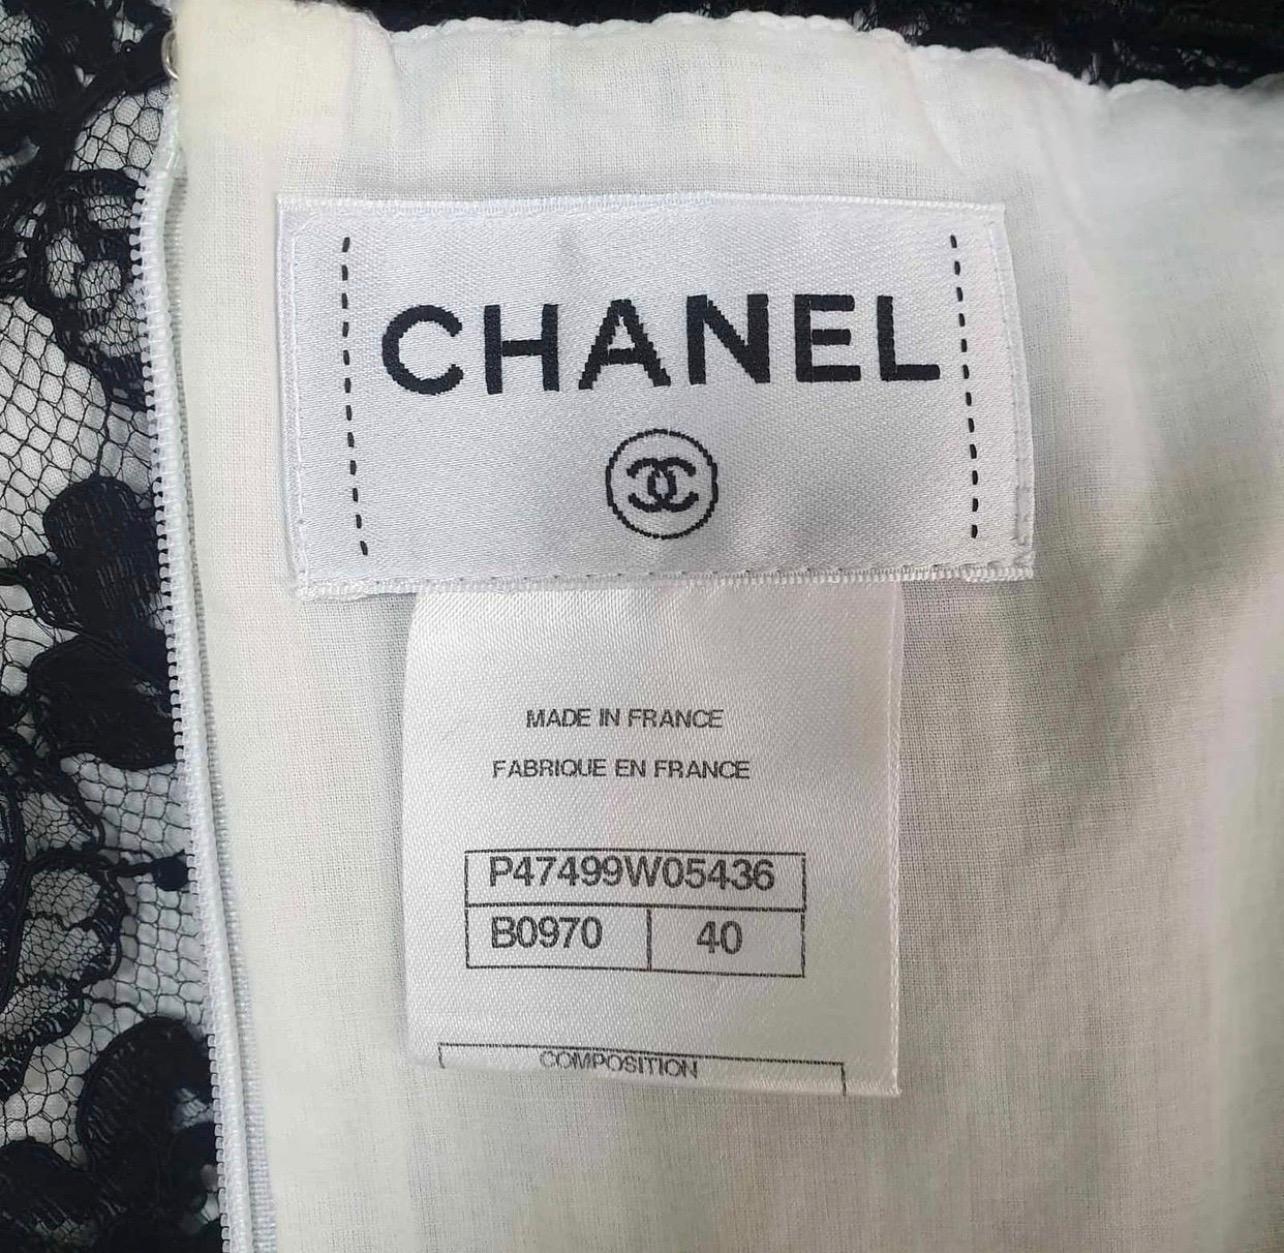 CHANEL
MADE IN FRANCE
FABRIQUE EN FRANCE
P47499W05436
B0970 40
COMPOSITION